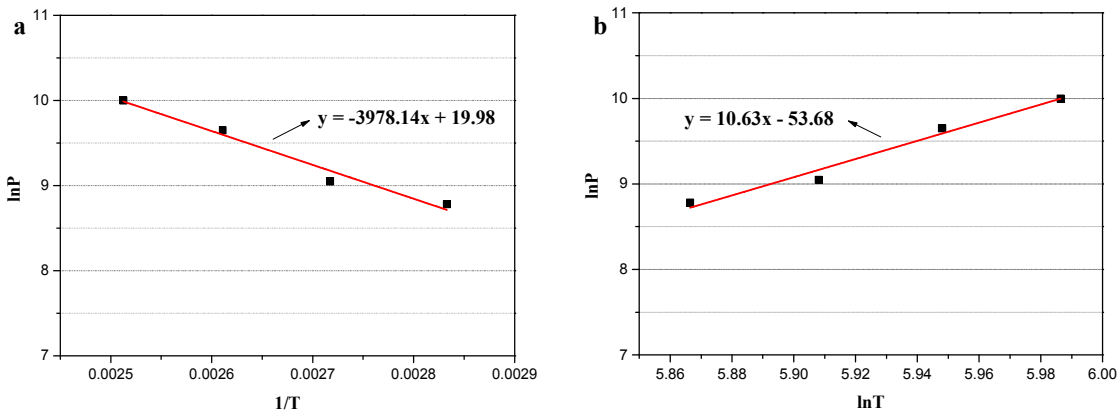 a
11
10
9
8
7
lnP
y = -3978.14x + 19.98
0.0025
0.0026
0.0027
0.0028
0.0029
1/T
b
11
10
9
8
7
lnP
y = 10.63x - 53.68
5.86
5.88
5.90
5.92
5.94
5.96
5.98
6.00
lnT